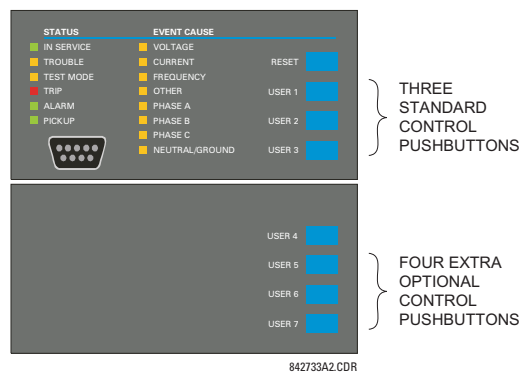 STATUS
IN SERVICE
TROUBLE
TEST MODE
TRIP
ALARM
PICKUP
EVENT CAUSE
VOLTAGE
CURRENT
FREQUENCY
OTHER
PHASE A
PHASE B
PHASE C
NEUTRAL/GROUND
RESET
USER 1
USER 2
USER 3
THREE
STANDARD
CONTROL
PUSHBUTTONS
USER 4
USER 5
USER 6
USER 7
FOUR EXTRA
OPTIONAL
CONTROL
PUSHBUTTONS
842733A2.CDR